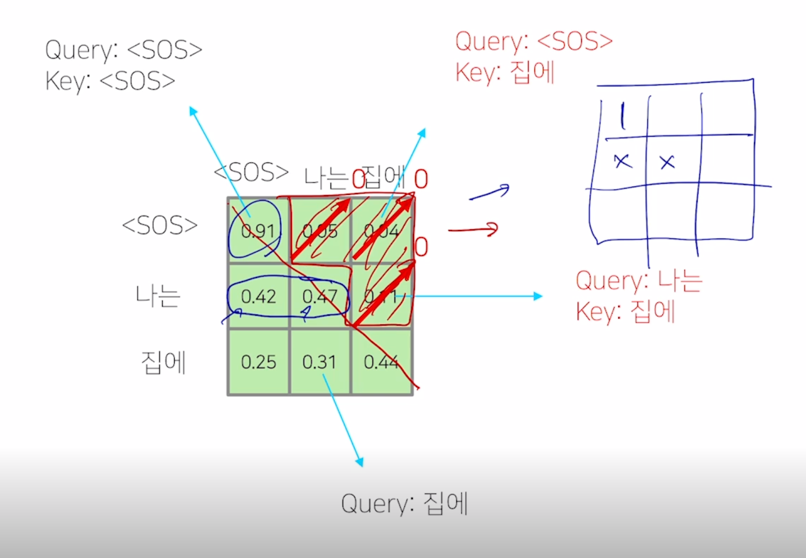 Query: <SOS>
Key: <SOS>
Query: <SOS>
Key: 집에
<SOS> 나는 집에
0 0
<SOS> 0.91 0.05 0.04
0
나는 0.42 0.47 0.11
집에 0.25 0.31 0.44
1
x x
Query: 나는
Key: 집에
Query: 집에